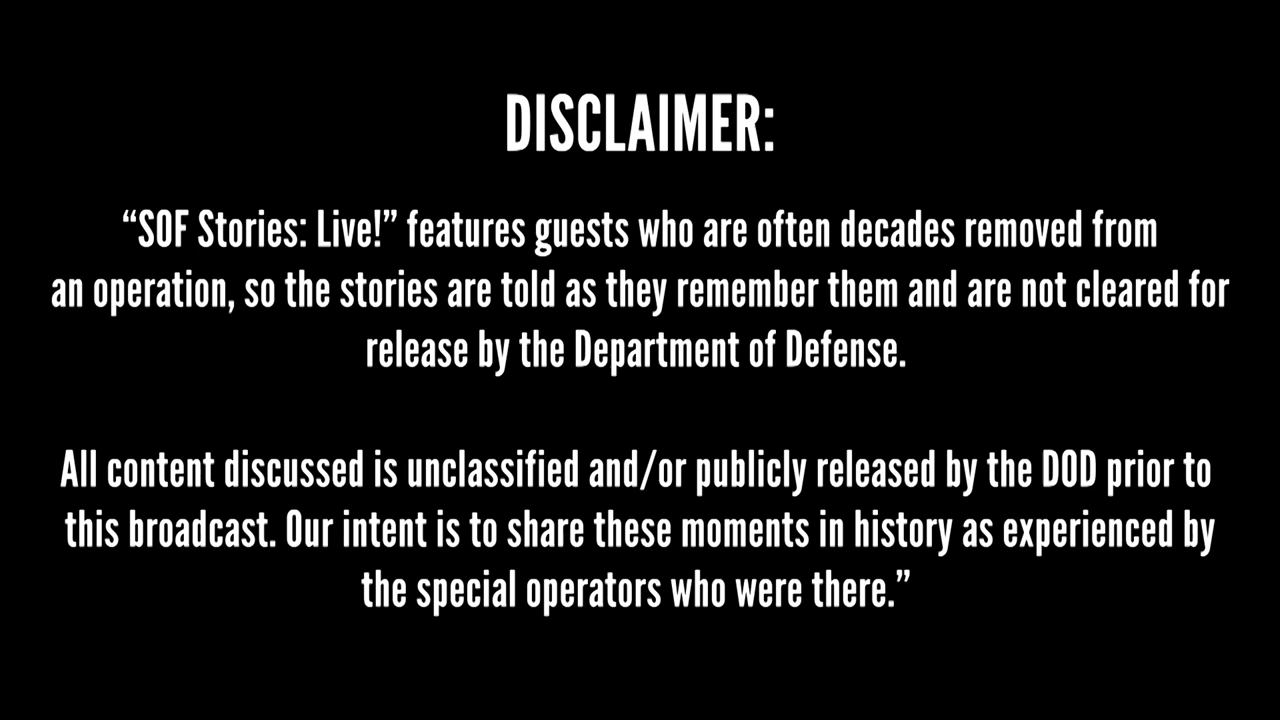 DISCLAIMER:
“SOF Stories: Live!” features guests who are often decades removed from
an operation, so the stories are told as they remember them and are not cleared for
release by the Department of Defense.
All content discussed is unclassified and/or publicly released by the DOD prior to
this broadcast. Our intent is to share these moments in history as experienced by
the special operators who were there.”